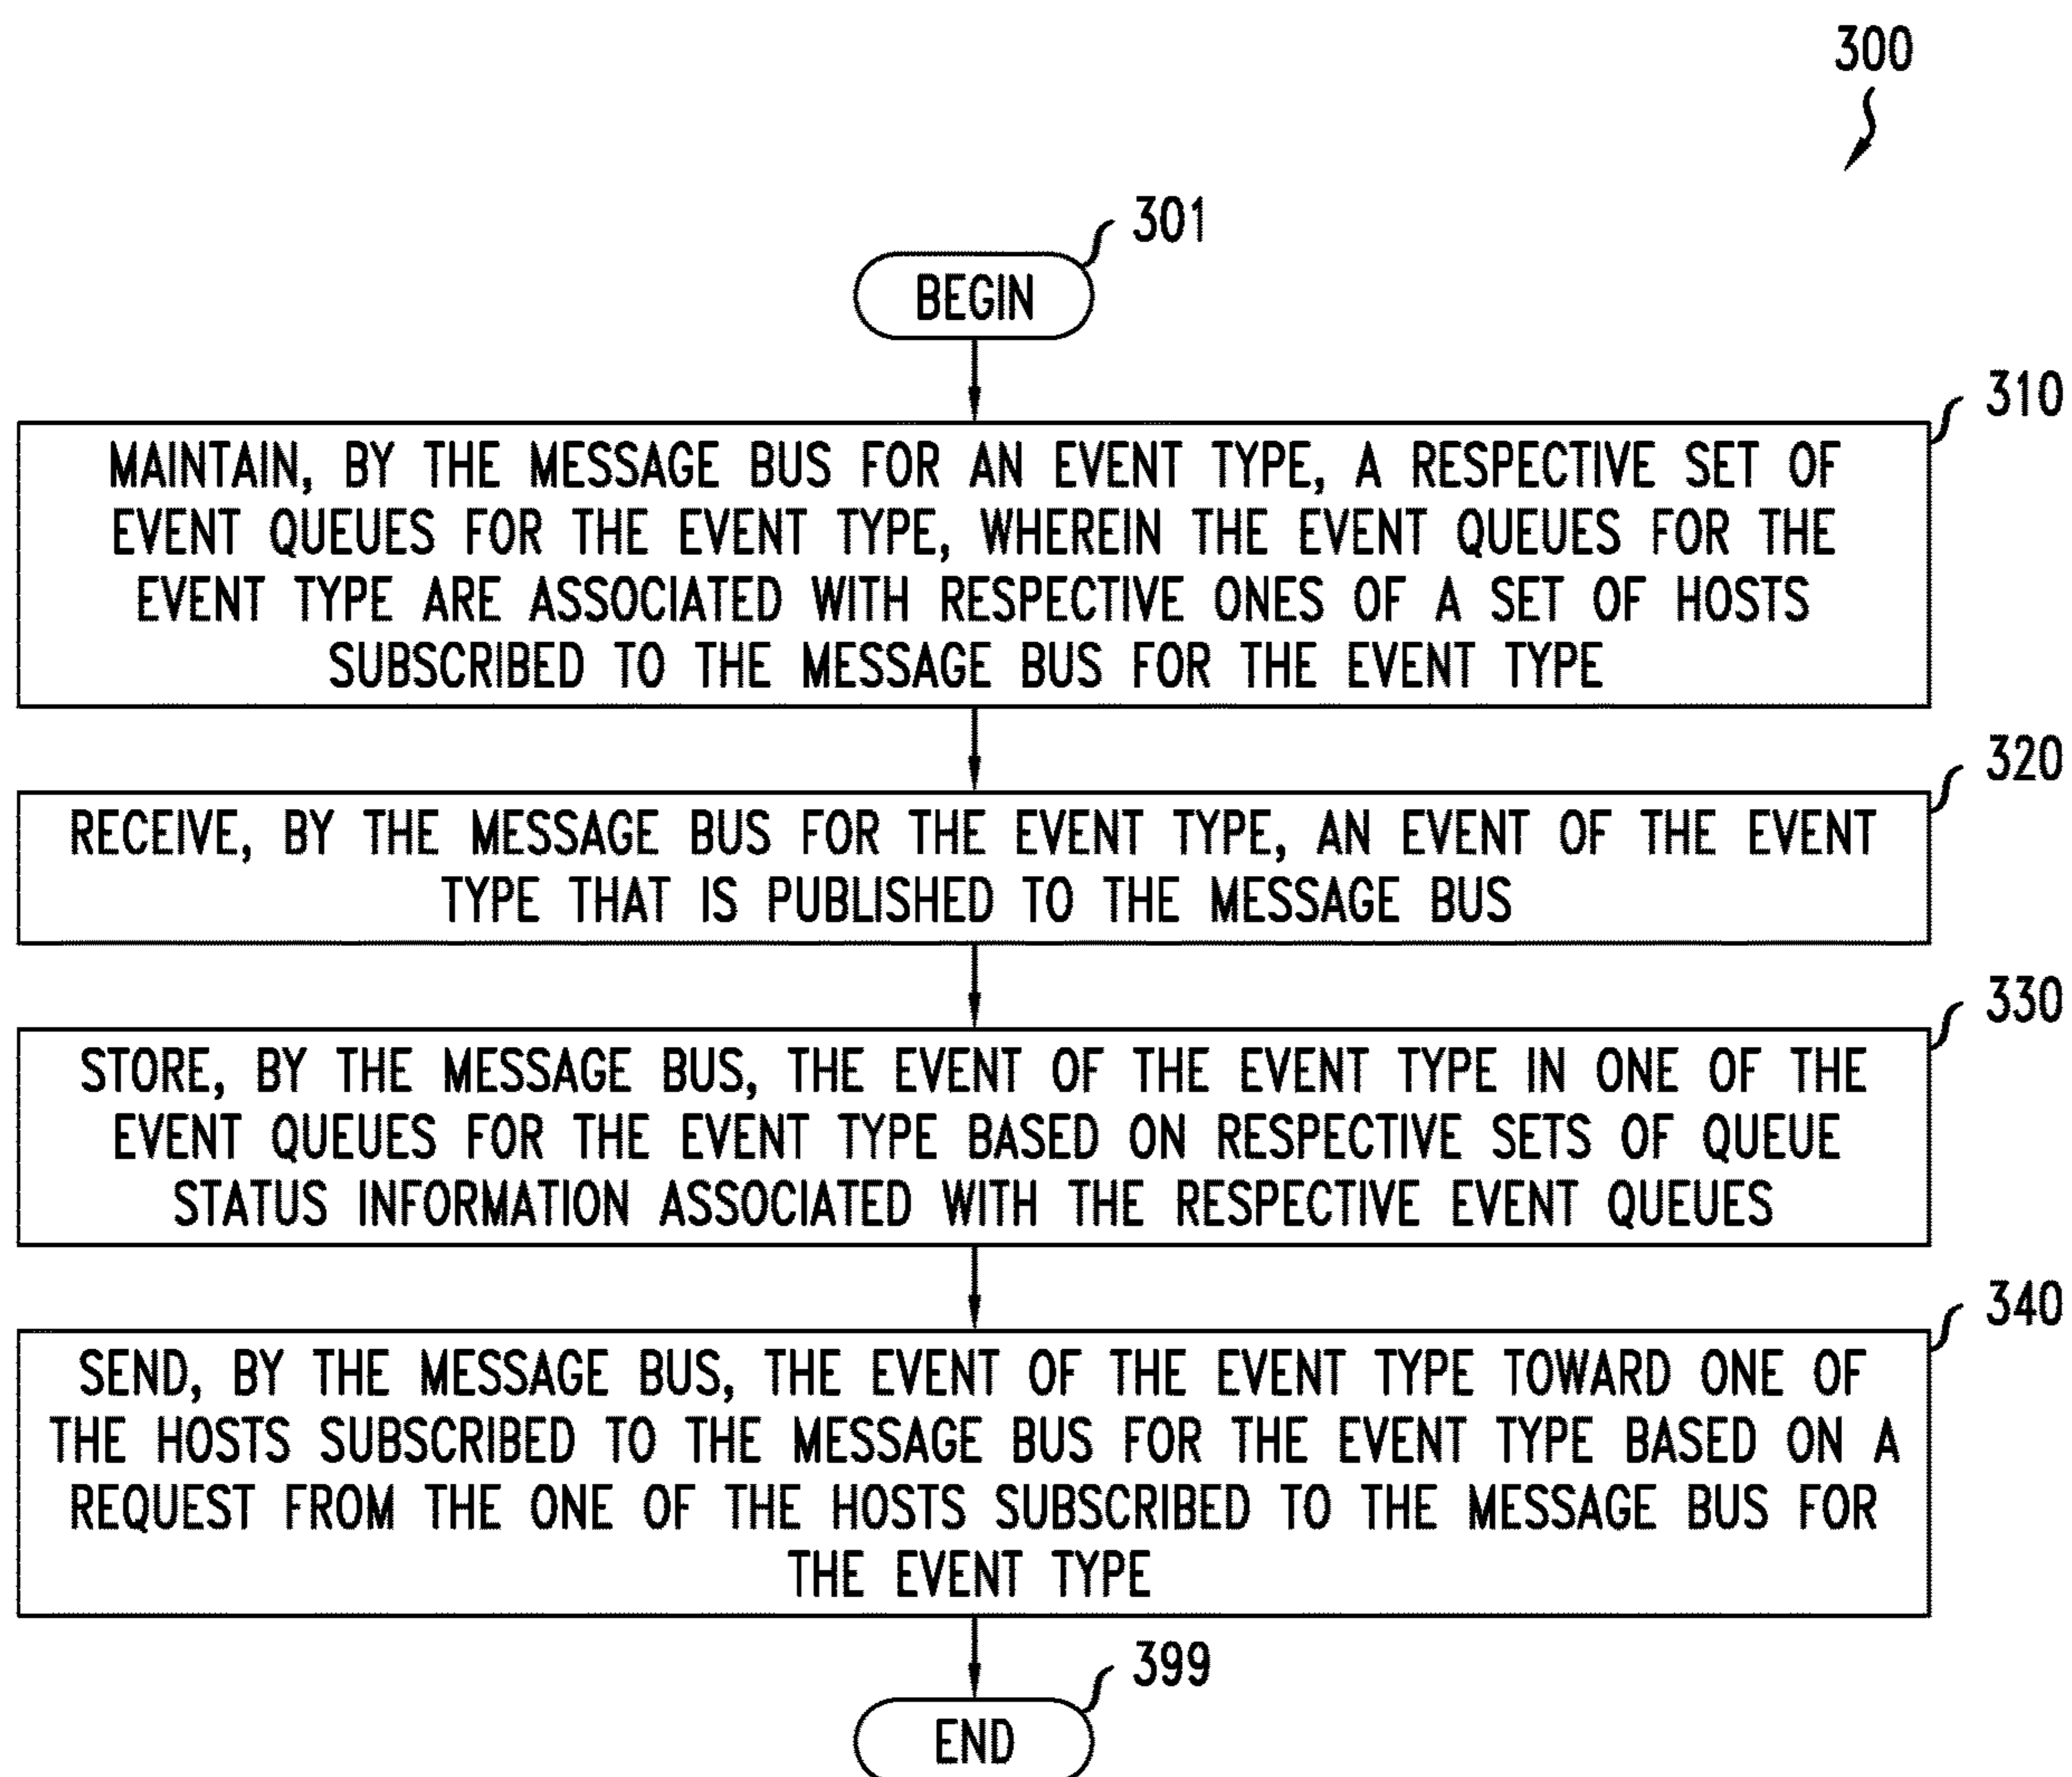 300
301
BEGIN
310
MAINTAIN, BY THE MESSAGE BUS FOR AN EVENT TYPE, A RESPECTIVE SET OF
EVENT QUEUES FOR THE EVENT TYPE, WHEREIN THE EVENT QUEUES FOR THE
EVENT TYPE ARE ASSOCIATED WITH RESPECTIVE ONES OF A SET OF HOSTS
SUBSCRIBED TO THE MESSAGE BUS FOR THE EVENT TYPE
320
RECEIVE, BY THE MESSAGE BUS FOR THE EVENT TYPE, AN EVENT OF THE EVENT
TYPE THAT IS PUBLISHED TO THE MESSAGE BUS
330
STORE, BY THE MESSAGE BUS, THE EVENT OF THE EVENT TYPE IN ONE OF THE
EVENT QUEUES FOR THE EVENT TYPE BASED ON RESPECTIVE SETS OF QUEUE
STATUS INFORMATION ASSOCIATED WITH THE RESPECTIVE EVENT QUEUES
340
SEND, BY THE MESSAGE BUS, THE EVENT OF THE EVENT TYPE TOWARD ONE OF
THE HOSTS SUBSCRIBED TO THE MESSAGE BUS FOR THE EVENT TYPE BASED ON A
REQUEST FROM THE ONE OF THE HOSTS SUBSCRIBED TO THE MESSAGE BUS FOR
THE EVENT TYPE
399
END